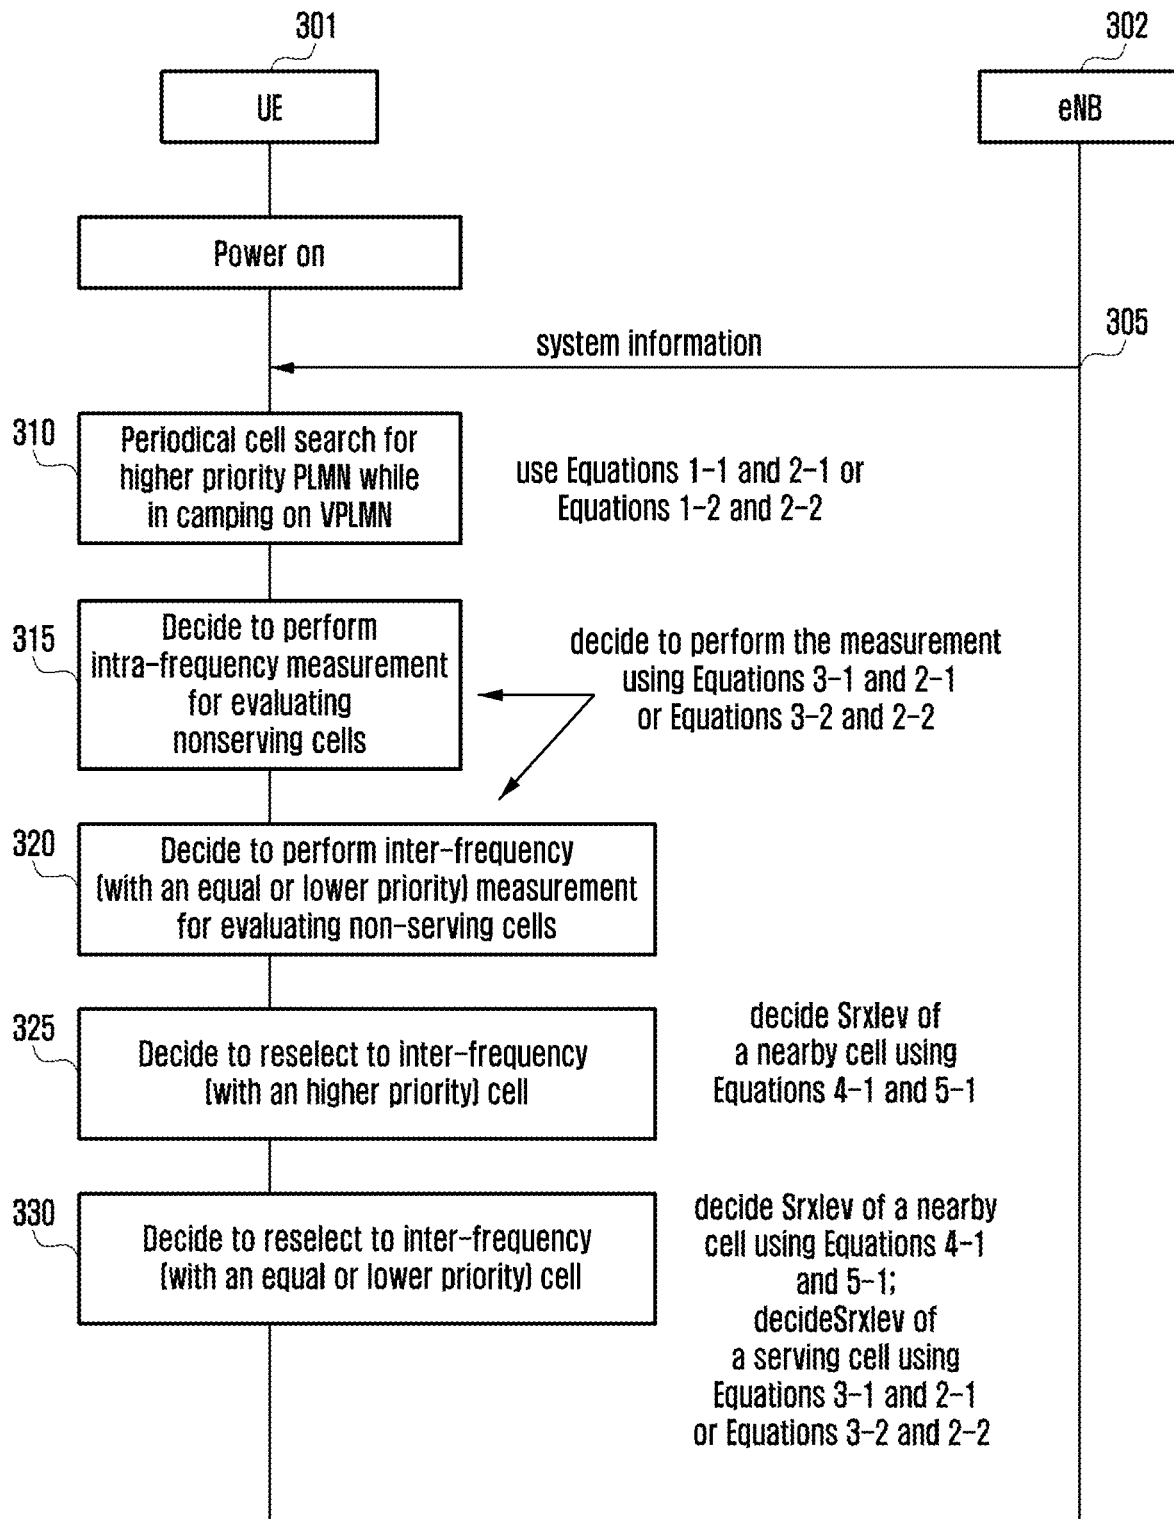 301
302
UE
eNB
Power on
305
system information
310
Periodical cell search for
higher priority PLMN while
in camping on VPLMN
use Equations 1-1 and 2-1 or
Equations 1-2 and 2-2
315
Decide to perform
intra-frequency measurement
for evaluating
nonserving cells
decide to perform the measurement
using Equations 3-1 and 2-1
or Equations 3-2 and 2-2
320
Decide to perform inter-frequency
(with an equal or lower priority) measurement
for evaluating non-serving cells
325
Decide to reselect to inter-frequency
(with an higher priority) cell
decide Srxlev of
a nearby cell using
Equations 4-1 and 5-1
330
Decide to reselect to inter-frequency
(with an equal or lower priority) cell
decide Srxlev of a nearby
cell using Equations 4-1
and 5-1;
decideSrxlev of
a serving cell using
Equations 3-1 and 2-1
or Equations 3-2 and 2-2